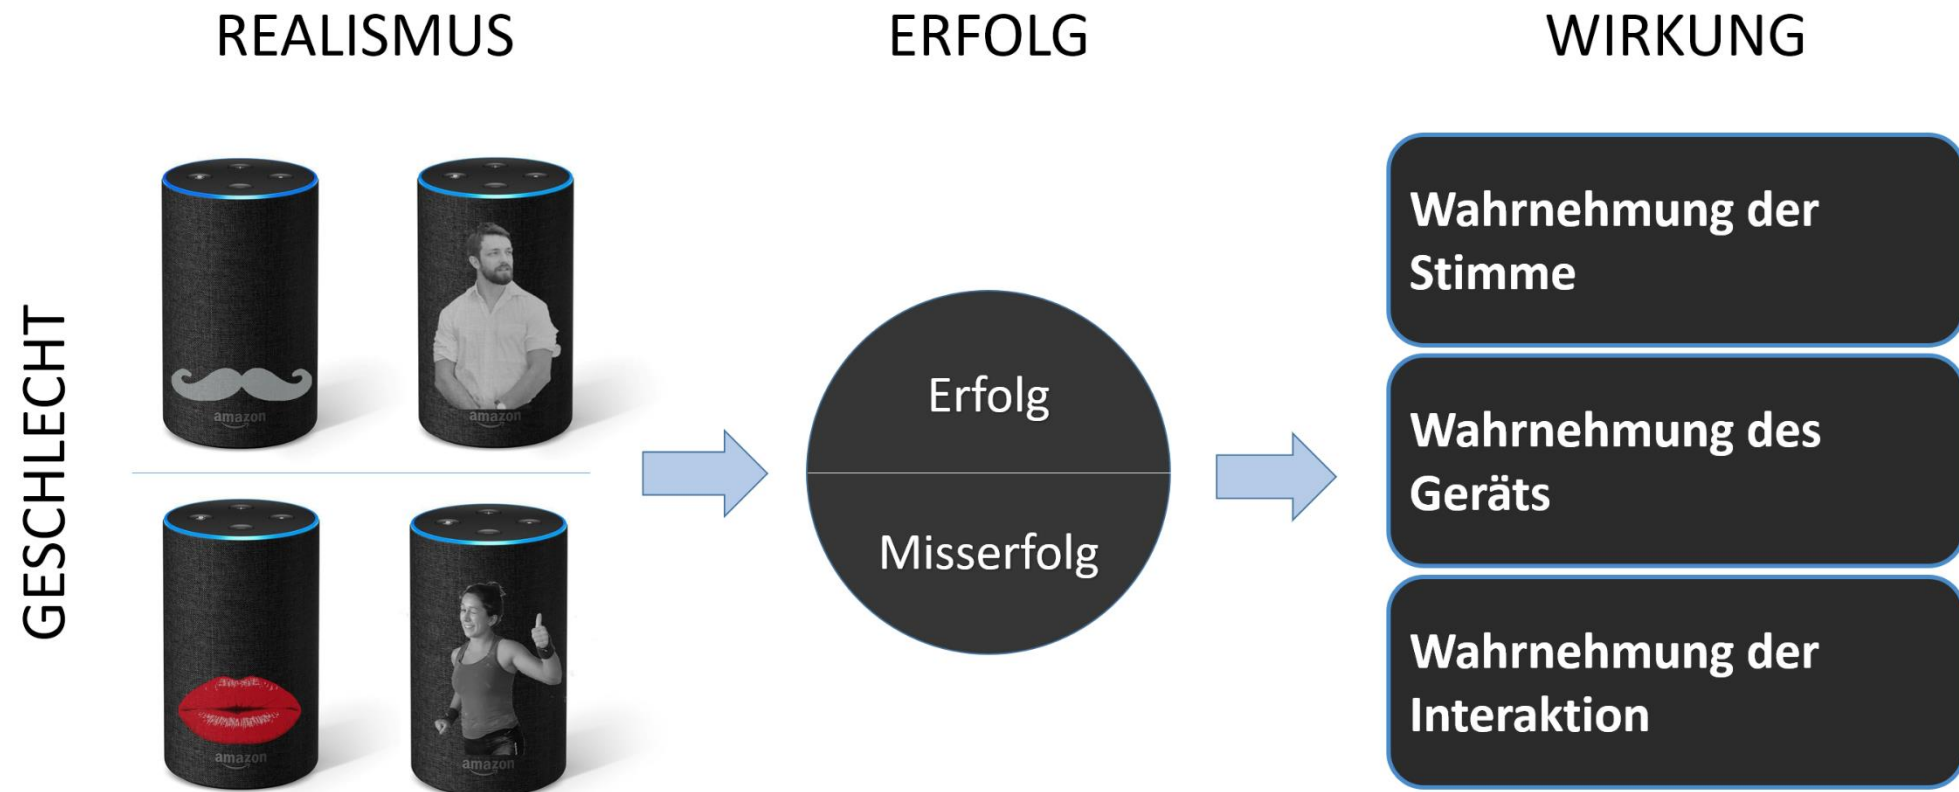 REALISMUS
ERFOLG
WIRKUNG
GESCHLECHT
amazon
amazon
amazon
amazon
Erfolg
Misserfolg
Wahrnehmung der
Stimme
Wahrnehmung des
Geräts
Wahrnehmung der
Interaktion